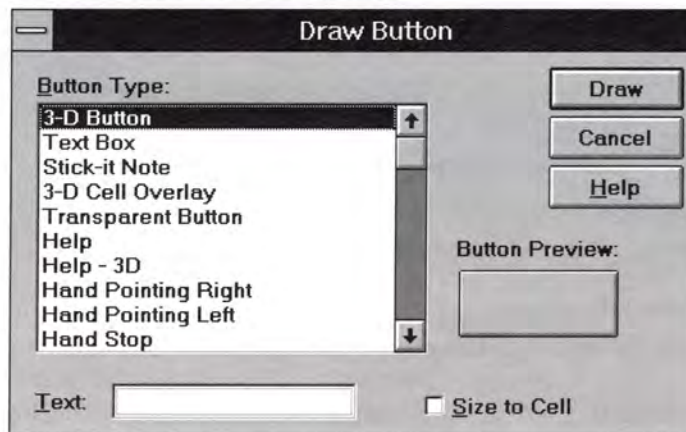 Draw Button
Button Type:
3-D Button
Text Box
Stick-it Note
3-D Cell Overlay
Transparent Button
Help
Help - 3D
Hand Pointing Right
Hand Pointing Left
Hand Stop
Draw
Cancel
Help
Button Preview:
Text:
Size to Cell